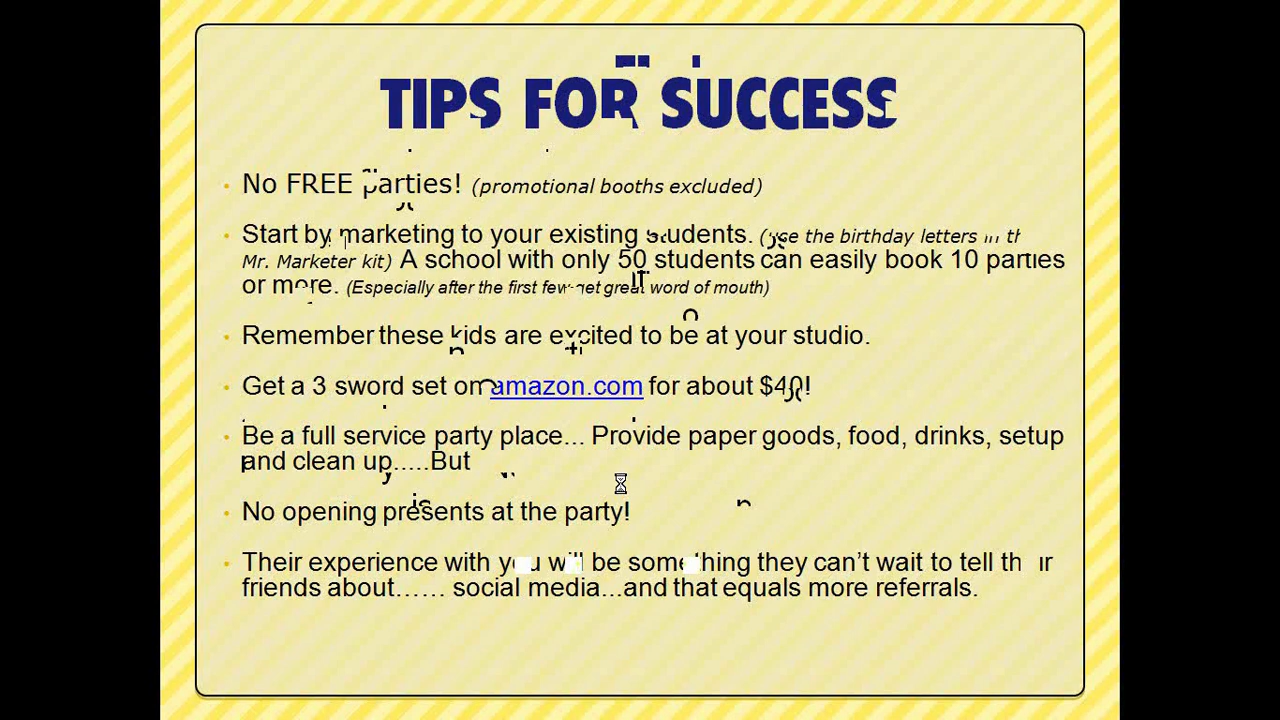 TIPS FOR SUCCESS
No FREE parties! (promotional booths excluded)
Start by marketing to your existing students. (use the birthday letters in th
Mr. Marketer kit) A school with only 50 students can easily book 10 parties
or more. (Especially after the first few get great word of mouth)
Remember these kids are excited to be at your studio.
Get a 3 sword set on amazon.com for about $40!
Be a full service party place... Provide paper goods, food, drinks, setup
and clean up.....But
No opening presents at the party!
Their experience with you will be something they can’t wait to tell th ir
friends about…… social media...and that equals more referrals.